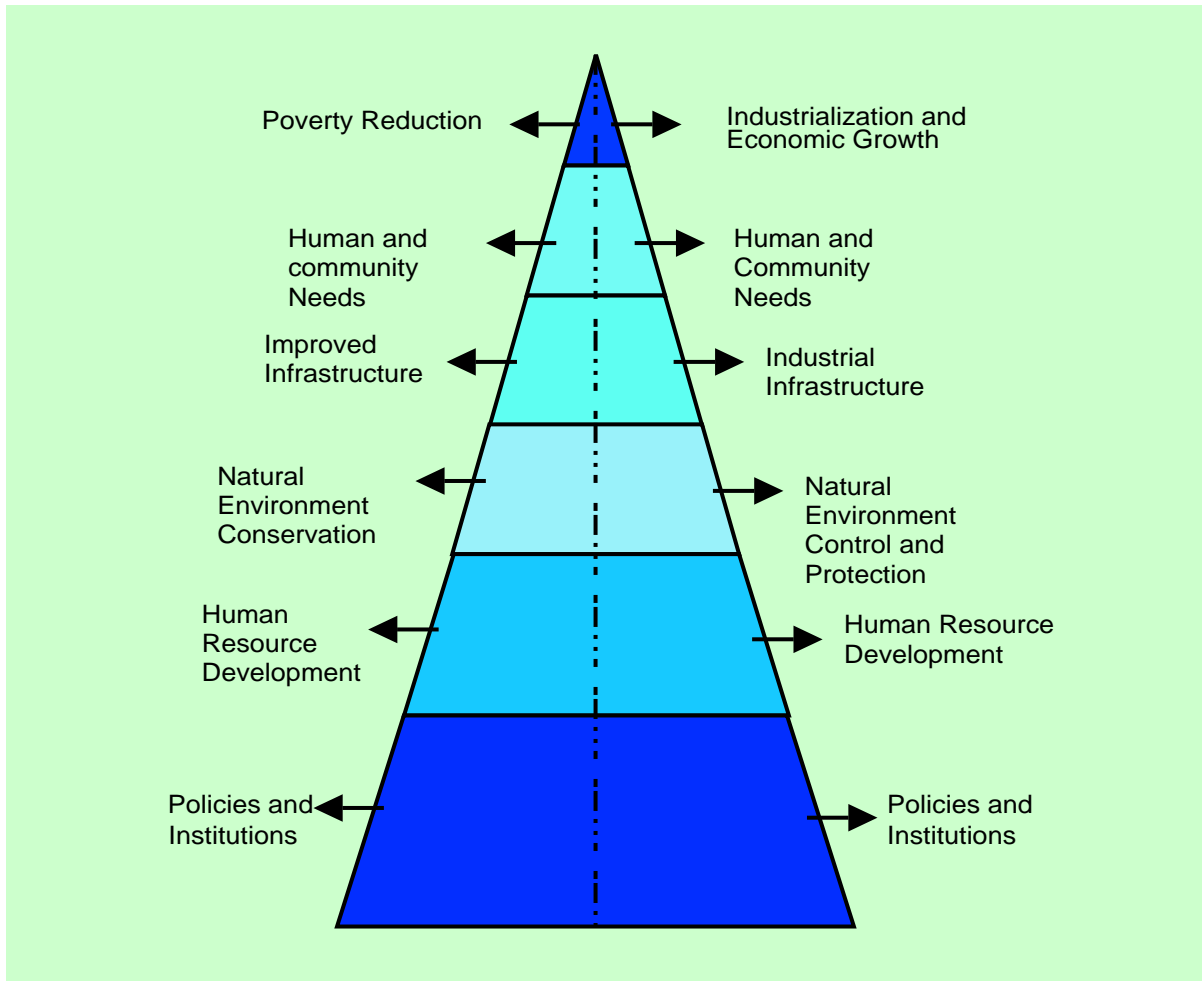 Poverty Reduction
Industrialization and
Economic Growth
Human and
community
Needs
Human and
Community
Needs
Improved
Infrastructure
Industrial
Infrastructure
Natural
Environment
Conservation
Natural
Environment
Control and
Protection
Human
Resource
Development
Human Resource
Development
Policies and
Institutions
Policies and
Institutions